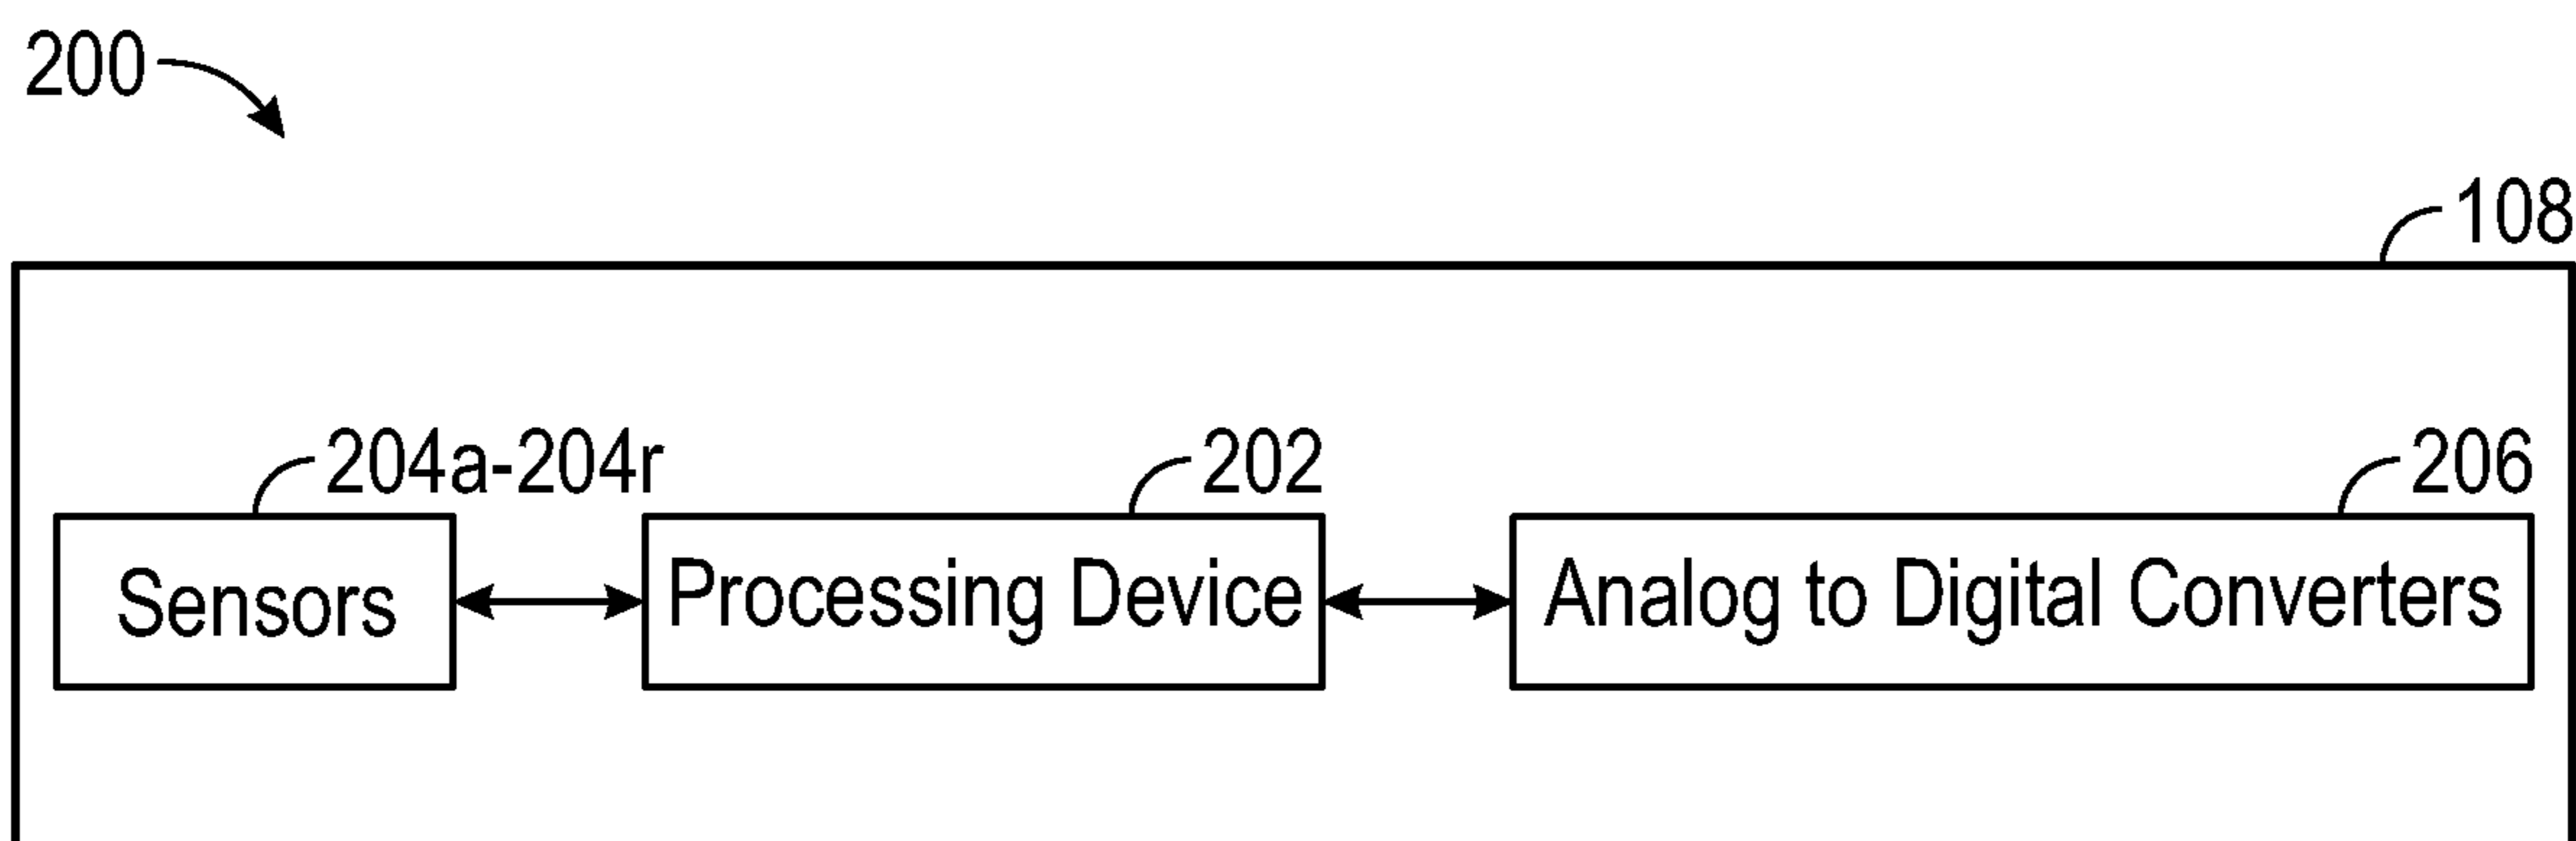 200
108
204a-204r
202
206
Sensors
Processing Device
Analog to Digital Converters